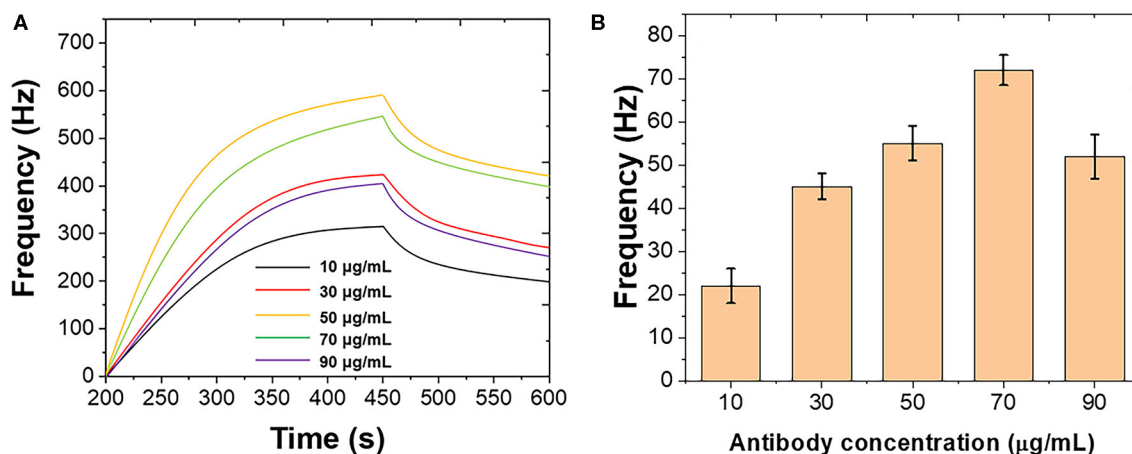 A
Frequency (Hz)
700
600
500
400
300
200
100
0
10 µg/mL
30 µg/mL
50 µg/mL
70 µg/mL
90 µg/mL
200 250 300 350 400 450 500 550 600
Time (s)
B
Frequency (Hz)
80
70
60
50
40
30
20
10
0
10 30 50 70 90
Antibody concentration (µg/mL)